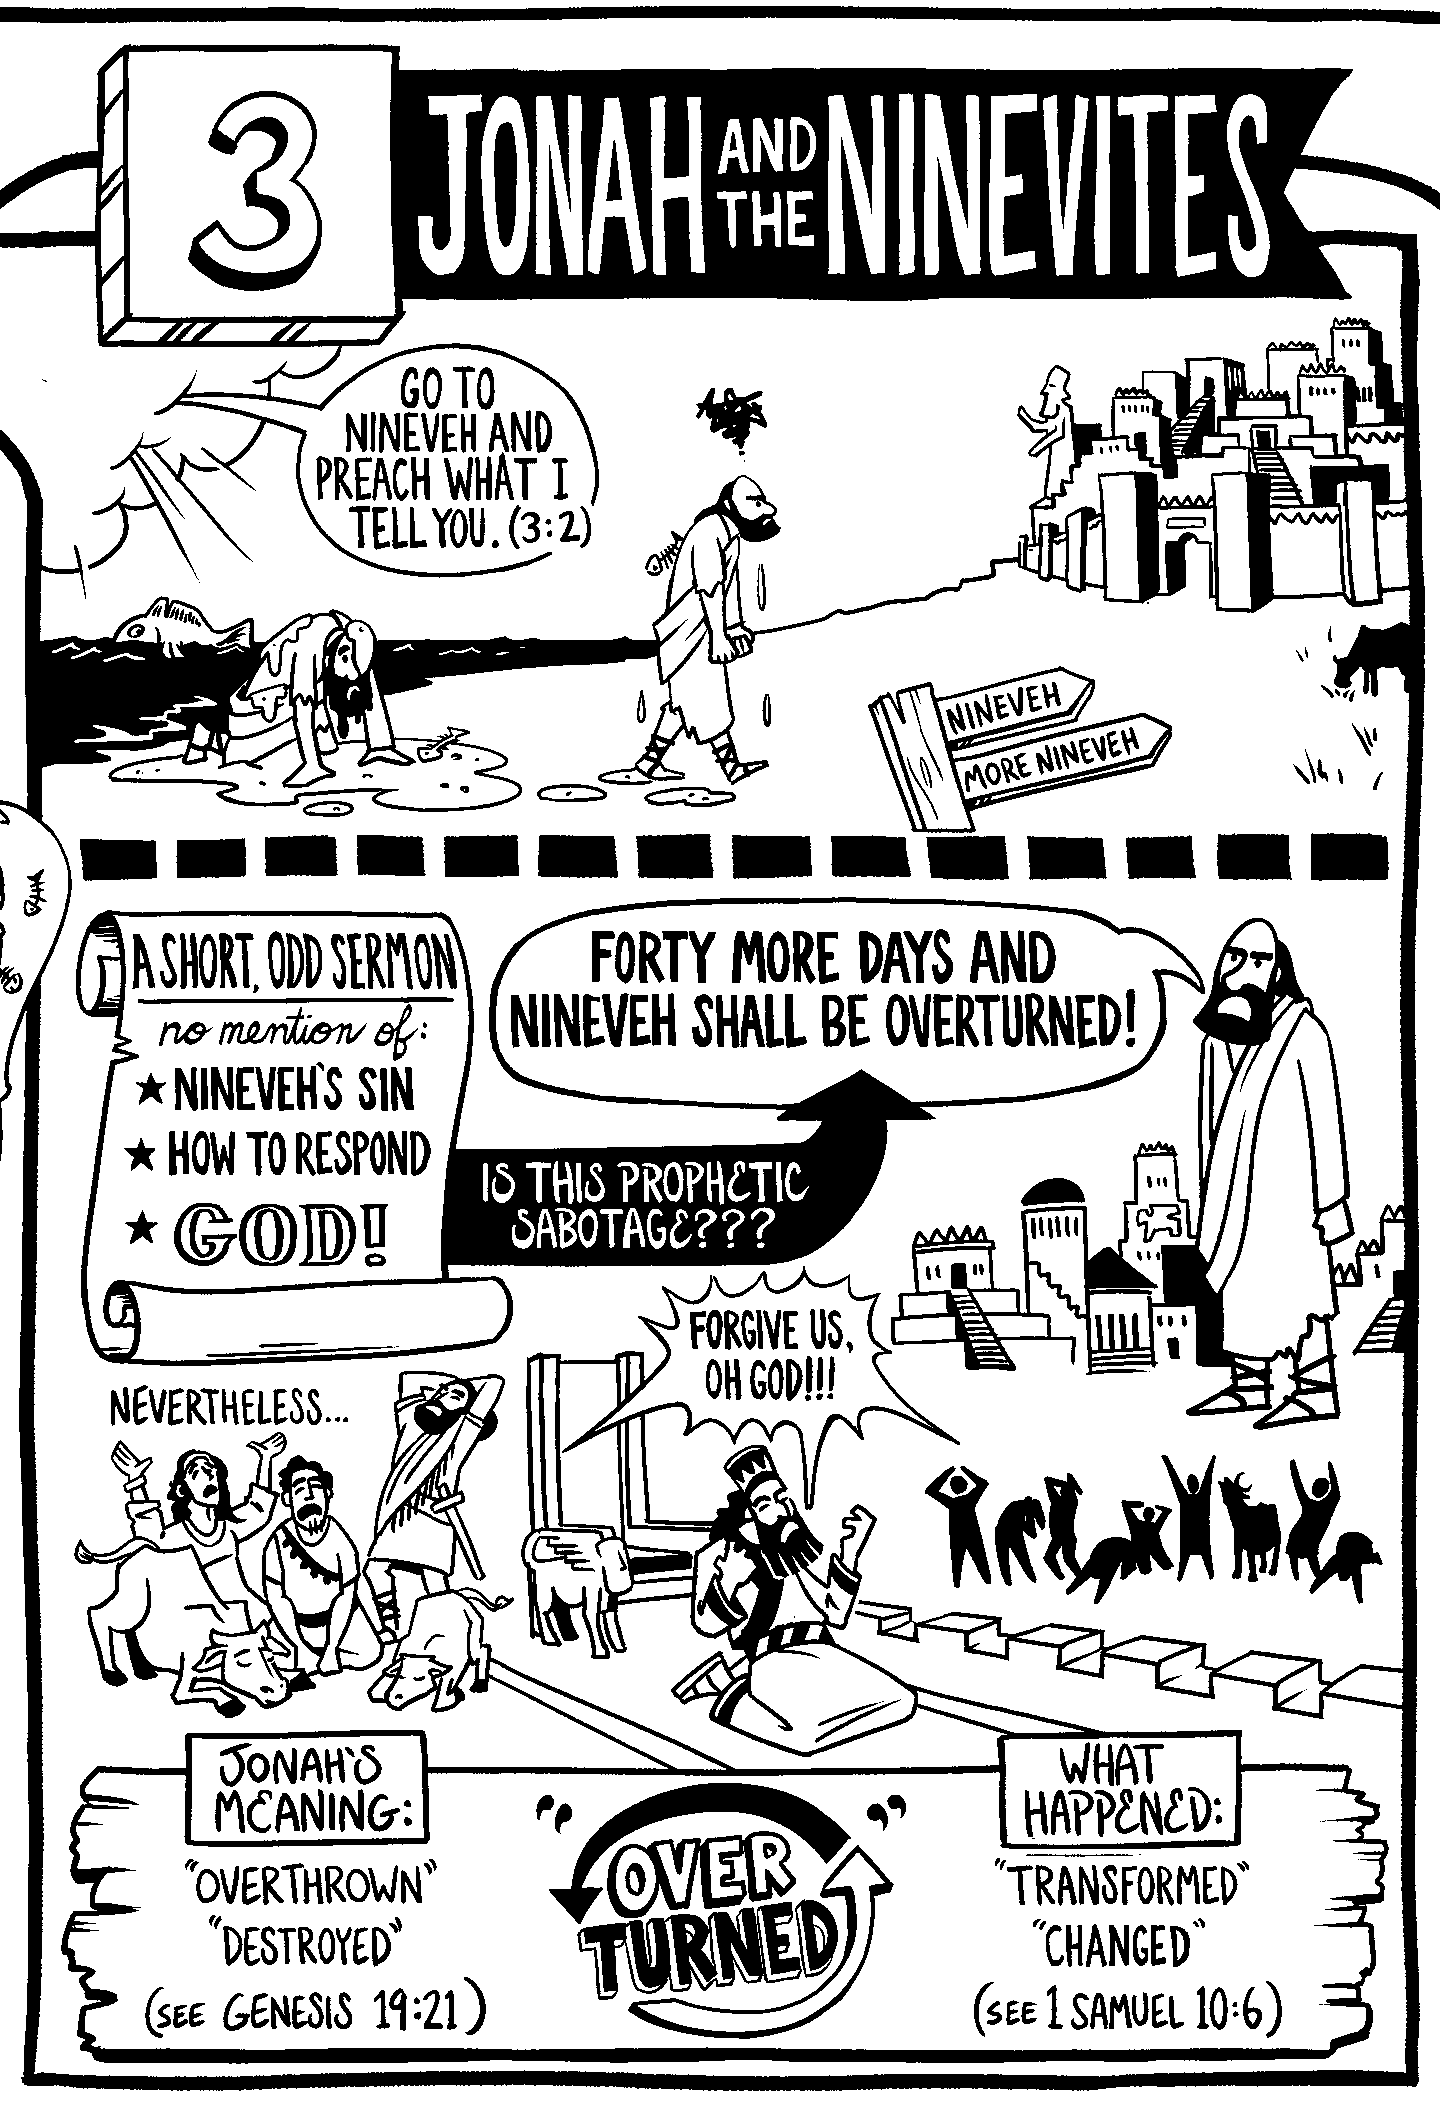 3
JONAH AND THE NINEVITES
GO TO
NINEVEH AND
PREACH WHAT I
TELL YOU. (3:2)
NINEVEH
MORE NINEVEH
A SHORT, ODD SERMON
no mention of:
★ NINEVEH'S SIN
★ HOW TO RESPOND
★ GOD!
FORTY MORE DAYS AND
NINEVEH SHALL BE OVERTURNED!
IS THIS PROPHETIC
SABOTAGE???
FORGIVE US,
OH GOD!!!
NEVERTHELESS...
JONAH'S
MEANING:
"OVERTHROWN"
"DESTROYED"
(SEE GENESIS 19:21)
"OVER
TURNED"
WHAT
HAPPENED:
"TRANSFORMED"
"CHANGED"
(SEE 1 SAMUEL 10:6)